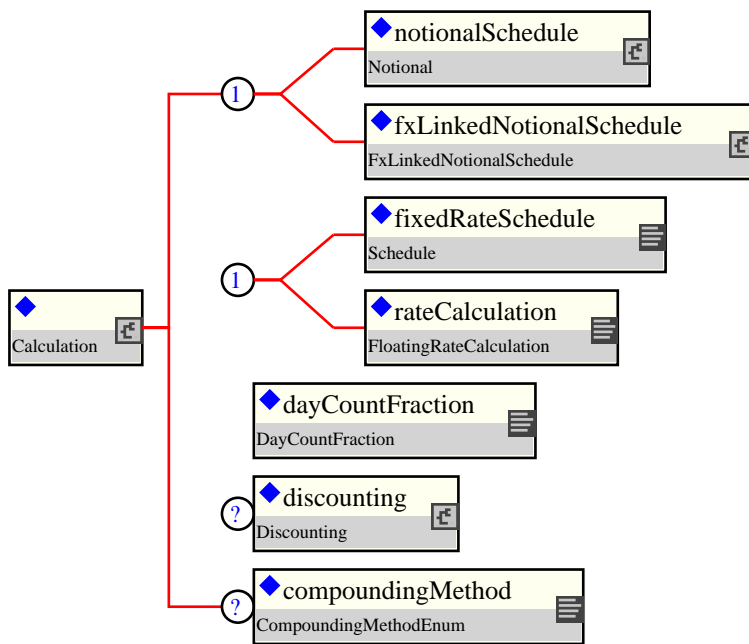 notionalSchedule
Notional
1
fxLinkedNotionalSchedule
FxLinkedNotionalSchedule
fixedRateSchedule
Schedule
1
rateCalculation
FloatingRateCalculation
Calculation
dayCountFraction
DayCountFraction
?
discounting
Discounting
?
compoundingMethod
CompoundingMethodEnum